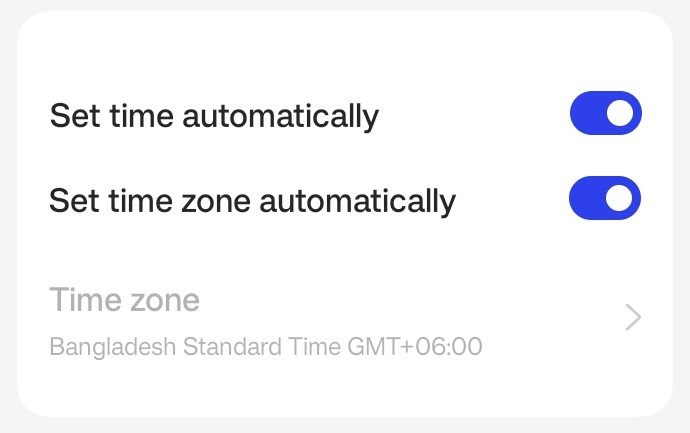 Set time automatically
Set time zone automatically
Time zone
Bangladesh Standard Time GMT+06:00